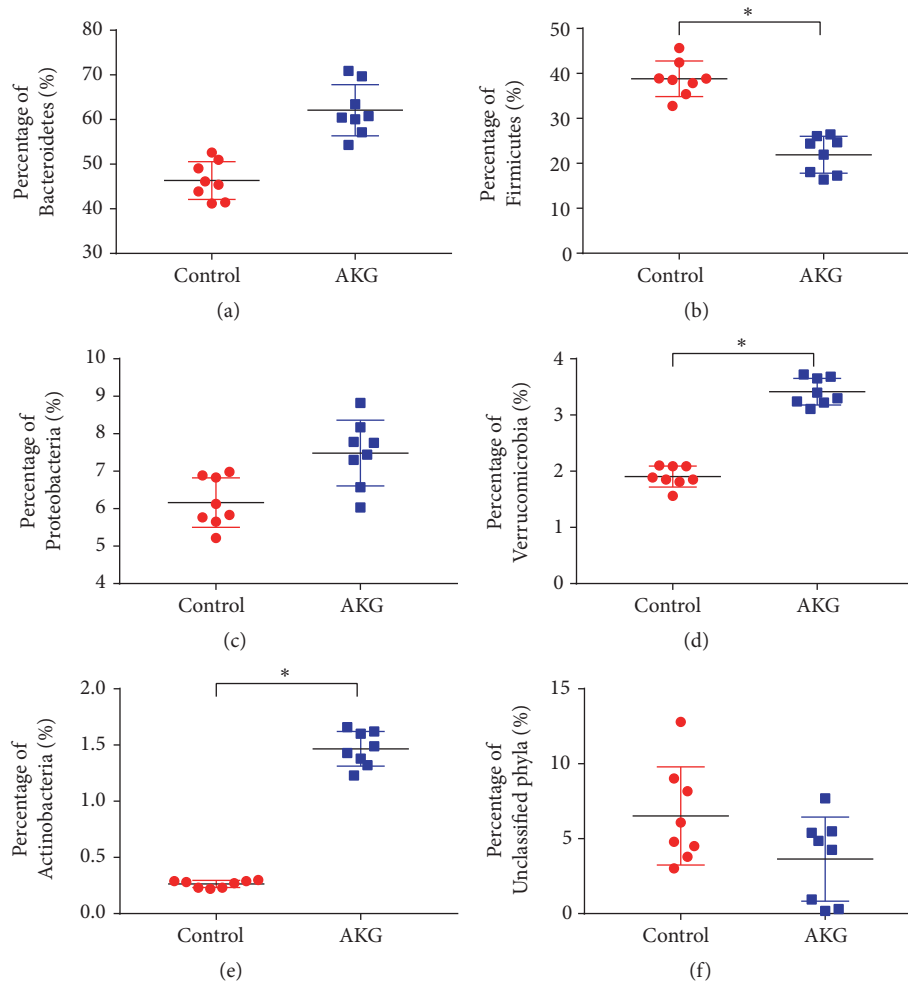 Percentage of
Bacteroidetes (%)
80
70
60
50
40
30
Control
AKG
(a)
Percentage of
Firmicutes (%)
50
40
30
20
10
0
*
Control
AKG
(b)
Percentage of
Proteobacteria (%)
10
9
8
7
6
5
4
Control
AKG
(c)
Percentage of
Verrucomicrobia (%)
4
3
2
1
0
*
Control
AKG
(d)
Percentage of
Actinobacteria (%)
2.0
1.5
1.0
0.5
0.0
*
Control
AKG
(e)
Percentage of
Unclassified phyla (%)
15
10
5
0
Control
AKG
(f)